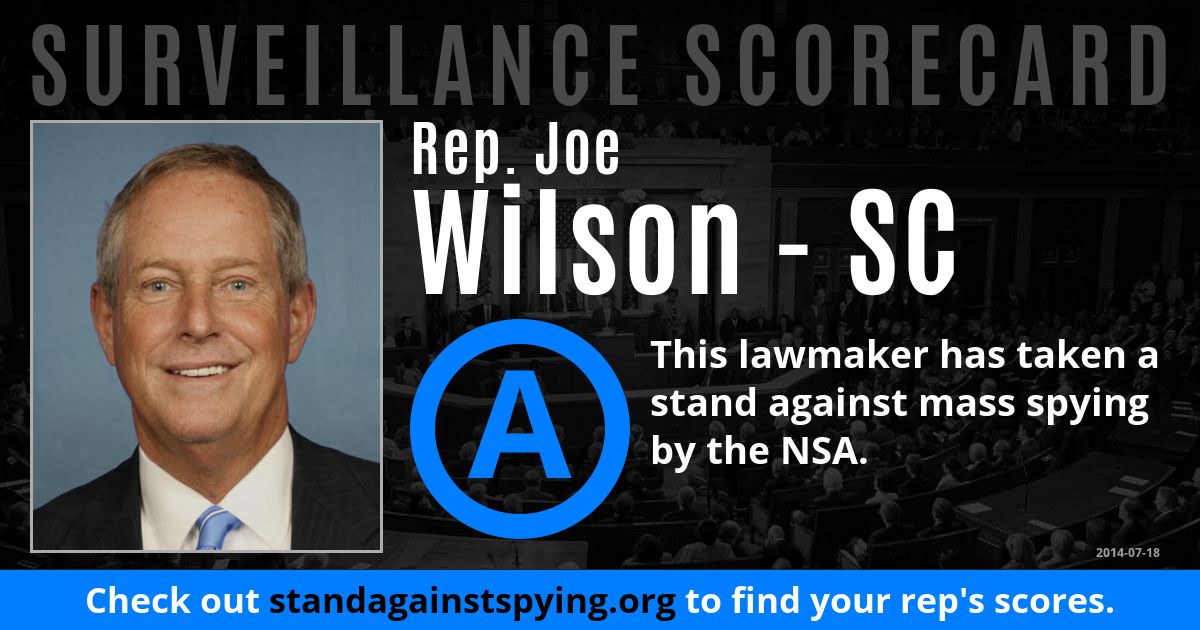 SURVEILLANCE SCORECARD
Rep. Joe
Wilson - SC
A
This lawmaker has taken a
stand against mass spying
by the NSA.
2014-07-18
Check out standagainstspying.org to find your rep's scores.